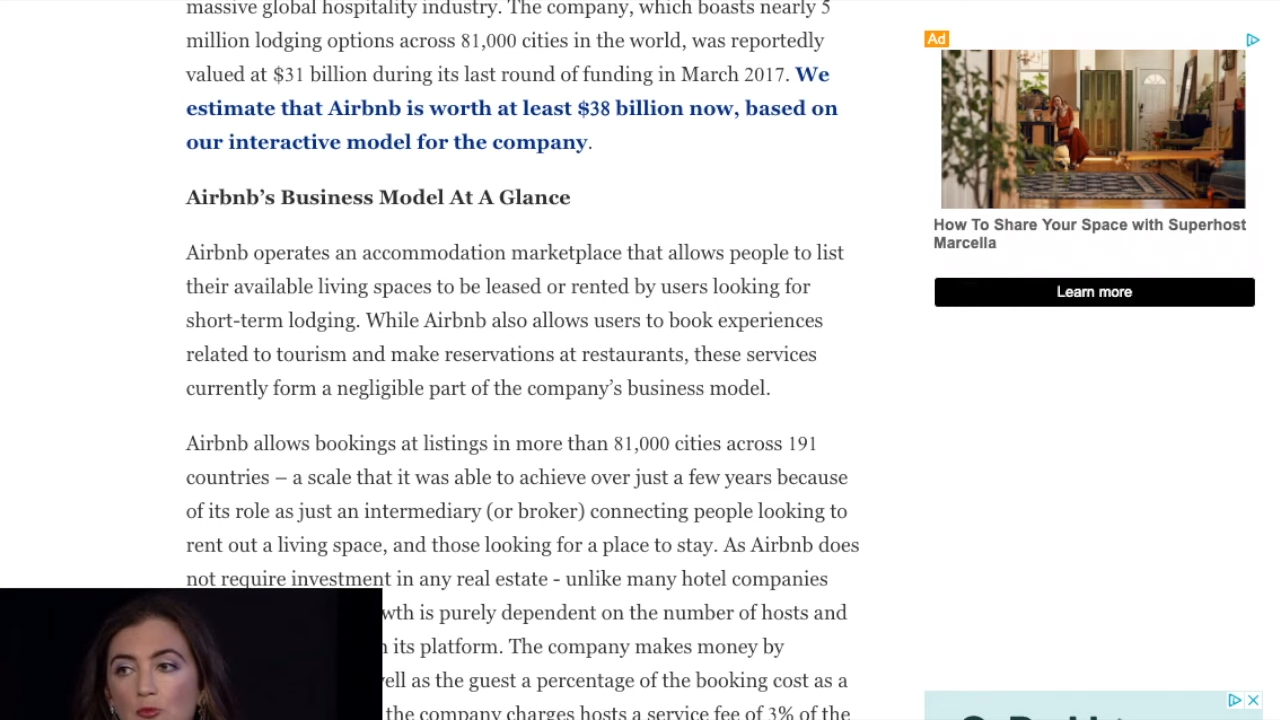 massive global hospitality industry. The company, which boasts nearly 5
million lodging options across 81,000 cities in the world, was reportedly
valued at $31 billion during its last round of funding in March 2017. We
estimate that Airbnb is worth at least $38 billion now, based on
our interactive model for the company.
Airbnb’s Business Model At A Glance
Airbnb operates an accommodation marketplace that allows people to list
their available living spaces to be leased or rented by users looking for
short-term lodging. While Airbnb also allows users to book experiences
related to tourism and make reservations at restaurants, these services
currently form a negligible part of the company’s business model.
Airbnb allows bookings at listings in more than 81,000 cities across 191
countries – a scale that it was able to achieve over just a few years because
of its role as just an intermediary (or broker) connecting people looking to
rent out a living space, and those looking for a place to stay. As Airbnb does
not require investment in any real estate - unlike many hotel companies
is purely dependent on the number of hosts and
its platform. The company makes money by
as the guest a percentage of the booking cost as a
the company charges hosts a service fee of 3% of the
Ad
How To Share Your Space with Superhost
Marcella
Learn more